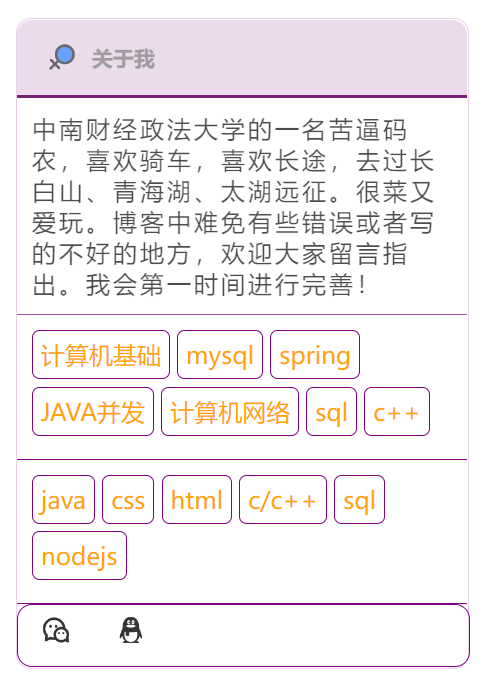 关于我
中南财经政法大学的一名苦逼码
农，喜欢骑车，喜欢长途，去过长
白山、青海湖、太湖远征。很菜又
爱玩。博客中难免有些错误或者写
的不好的地方，欢迎大家留言指
出。我会第一时间进行完善！
计算机基础 mysql spring
JAVA并发 计算机网络 sql c++
java css html c/c++ sql
nodejs